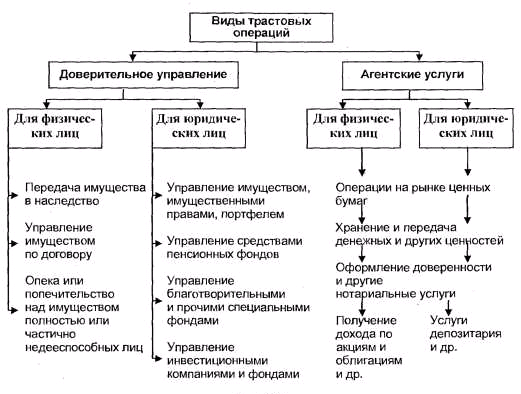 Виды трастовых
операций
Доверительное управление
Агентские услуги
Для физичес-
ких лиц
Для юридиче-
ских лиц
Для физичес-
ких лиц
Для юридиче-
ских лиц
Передача имущества
в наследство
Управление
имуществом
по договору
Опека или
попечительство
над имуществом
полностью или
частично
недееспособных лиц
Управление имуществом,
имущественными
правами, портфелем
Управление средствами
пенсионных фондов
Управление
благотворительными
и прочими специальными
фондами
Управление
инвестиционными
компаниями и фондами
Операции на рынке ценных
бумаг
Хранение и передача
денежных и других ценностей
Оформление доверенности
и другие
нотариальные услуги
Получение
дохода по
акциям и
облигациям
и др.
Услуги
депозитария
и др.